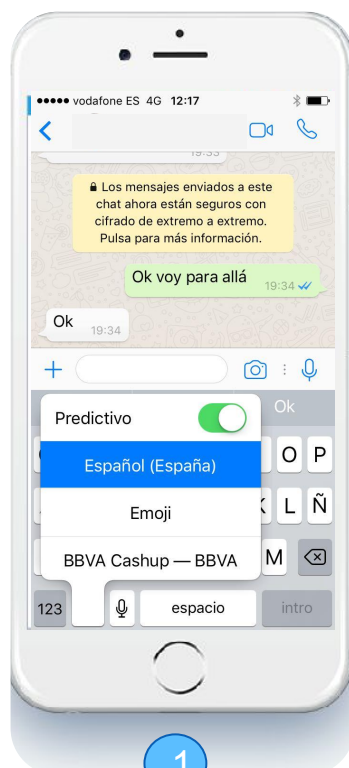 vodafone ES 4G 12:17
19:33
Los mensajes enviados a este
chat ahora están seguros con
cifrado de extremo a extremo.
Pulsa para más información.
Ok voy para allá
19:34
Ok
19:34
Ok
Predictivo
Español (España)
Emoji
BBVA Cashup — BBVA
O P
L Ñ
M
123
espacio
intro
1